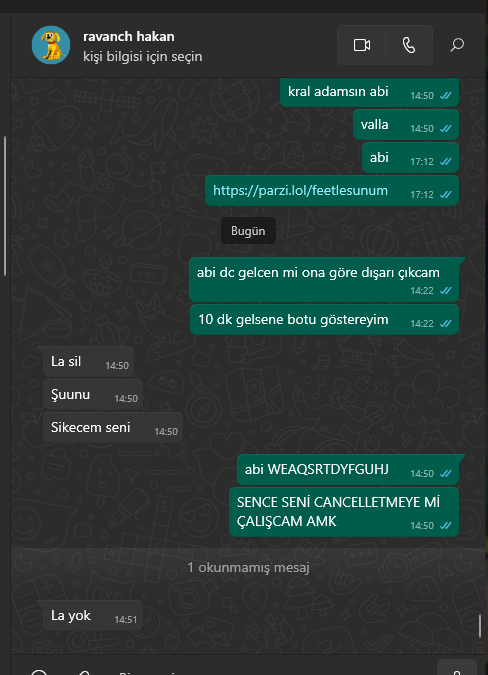 ravanch hakan
kişi bilgisi için seçin
kral adamsın abi
14:50
valla
14:50
abi
17:12
https://parzi.lol/feetlesunum
17:12
Bugün
abi dc gelcen mi ona göre dışarı çıkcam
14:22
10 dk gelsene botu göstereyim
14:22
La sil
14:50
Şuunu
14:50
Sikecem seni
14:50
abi WEAQSRTDYFGUHJ
14:50
SENCE SENİ CANCELLETMEYE Mİ
ÇALIŞCAM AMK
14:50
1 okunmamış mesaj
La yok
14:51